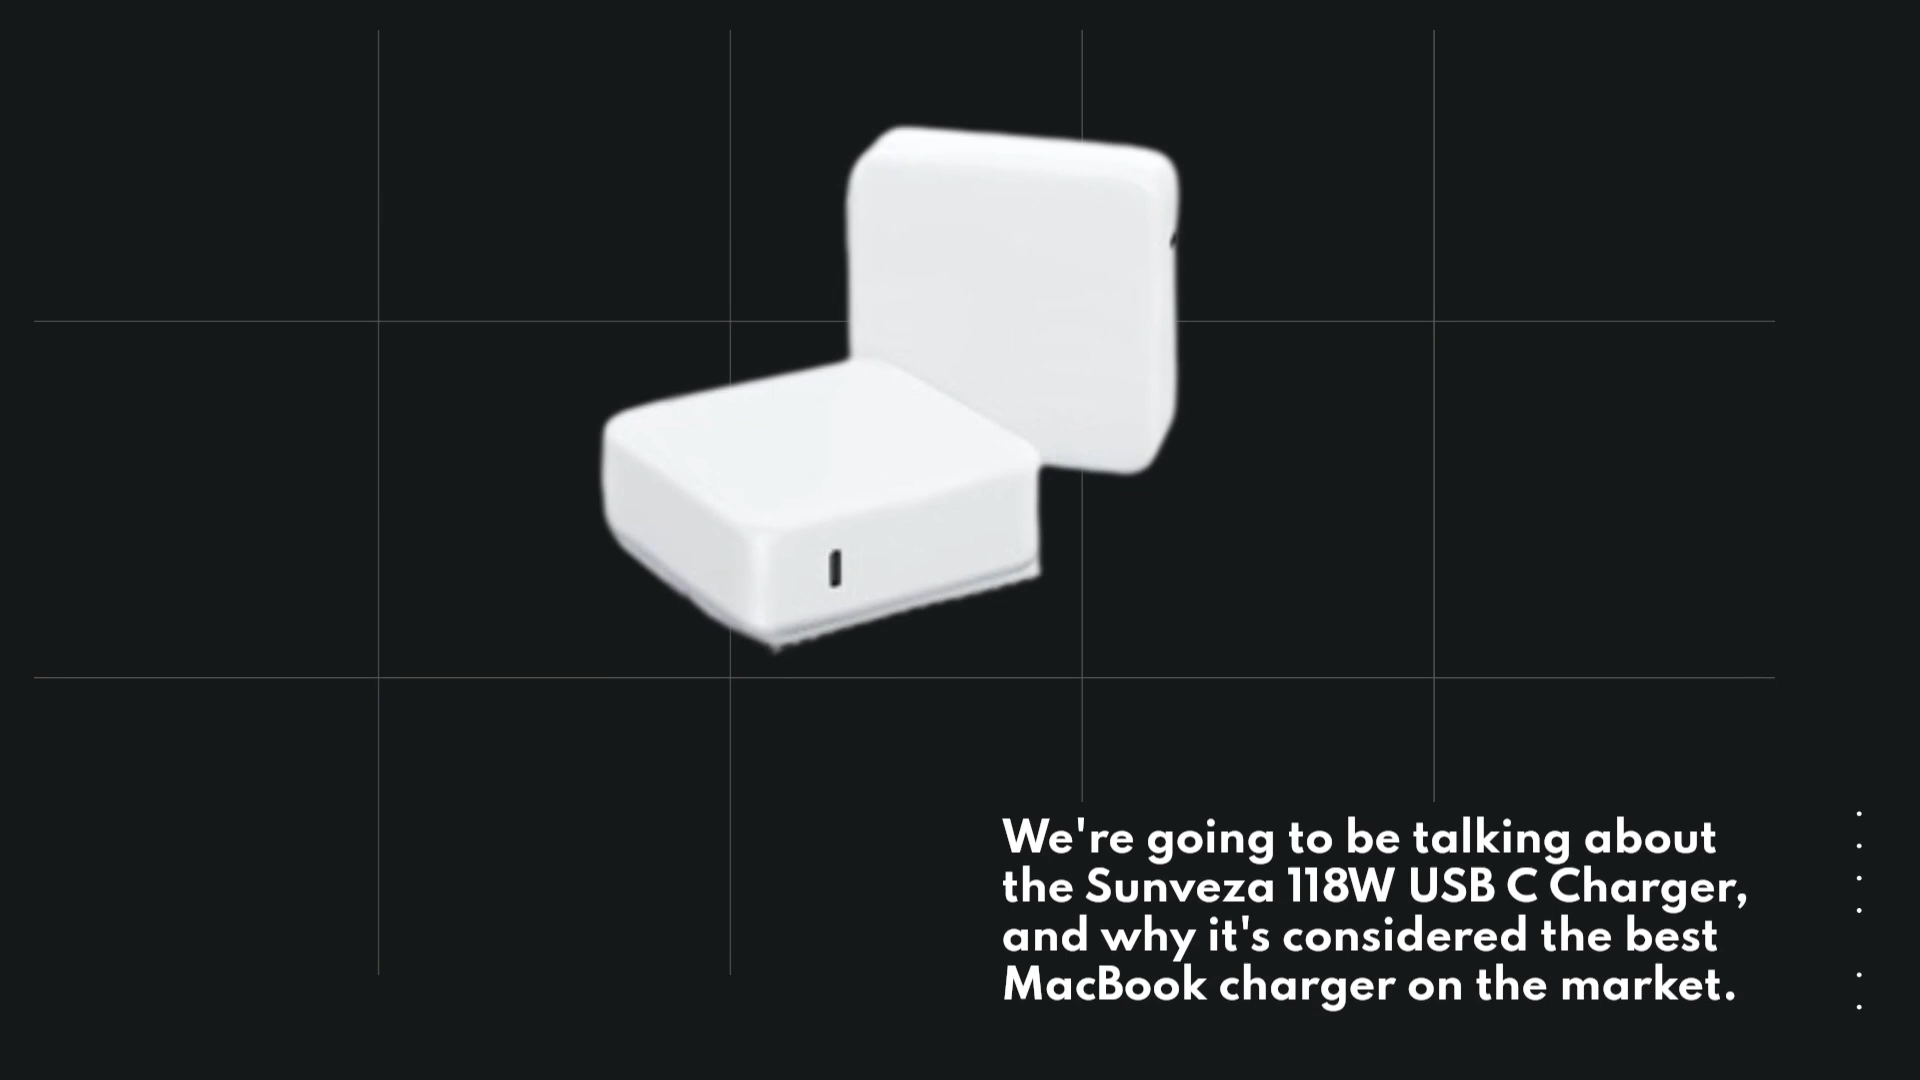 We're going to be talking about
the Sunveza 118W USB C Charger,
and why it's considered the best
MacBook charger on the market.